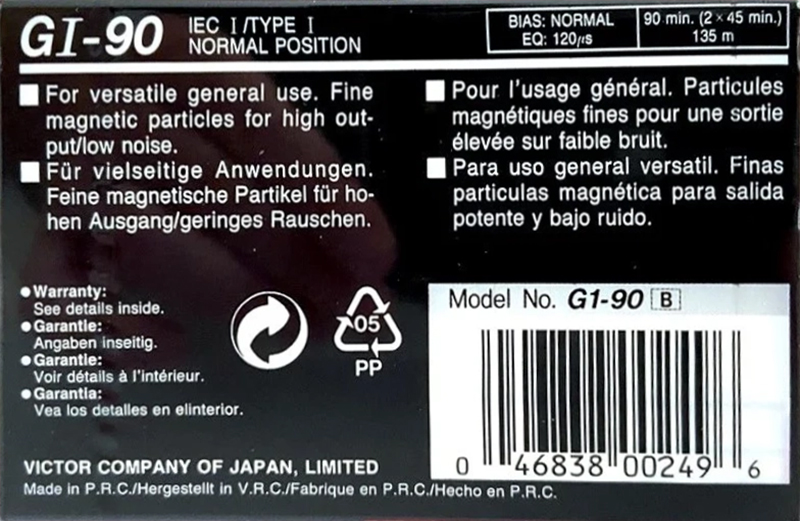 GI-90
IEC I/TYPE I
NORMAL POSITION
BIAS: NORMAL
EQ: 120µs
90 min. (2 × 45 min.)
135 m
For versatile general use. Fine
magnetic particles for high out-
put/low noise.
Für vielseitige Anwendungen.
Feine magnetische Partikel für ho-
hen Ausgang/geringes Rauschen.
Pour l'usage général. Particules
magnétiques fines pour une sortie
élevée sur faible bruit.
Para uso general versatil. Finas
particulas magnética para salida
potente y bajo ruido.
●Warranty:
See details inside.
●Garantie:
Angaben inseitig.
●Garantie:
Voir détails à l'intérieur.
●Garantia:
Vea los detalles en elinterior.
05
PP
Model No. G1-90 B
0 46838 00249 6
VICTOR COMPANY OF JAPAN, LIMITED
Made in P.R.C./Hergestellt in V.R.C./Fabrique en P.R.C./Hecho en P.R.C.